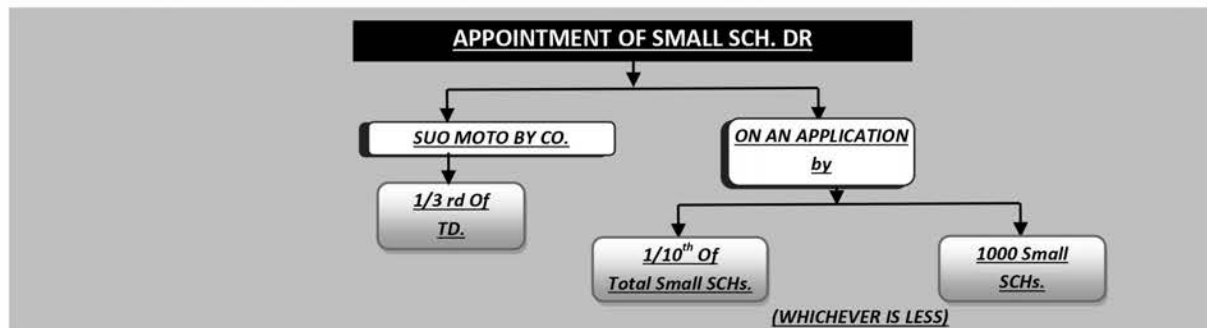 APPOINTMENT OF SMALL SCH. DR
SUO MOTO BY CO.
ON AN APPLICATION
by
1/3 rd Of
TD.
1/10th Of
Total Small SCHs.
1000 Small
SCHs.
(WHICHEVER IS LESS)